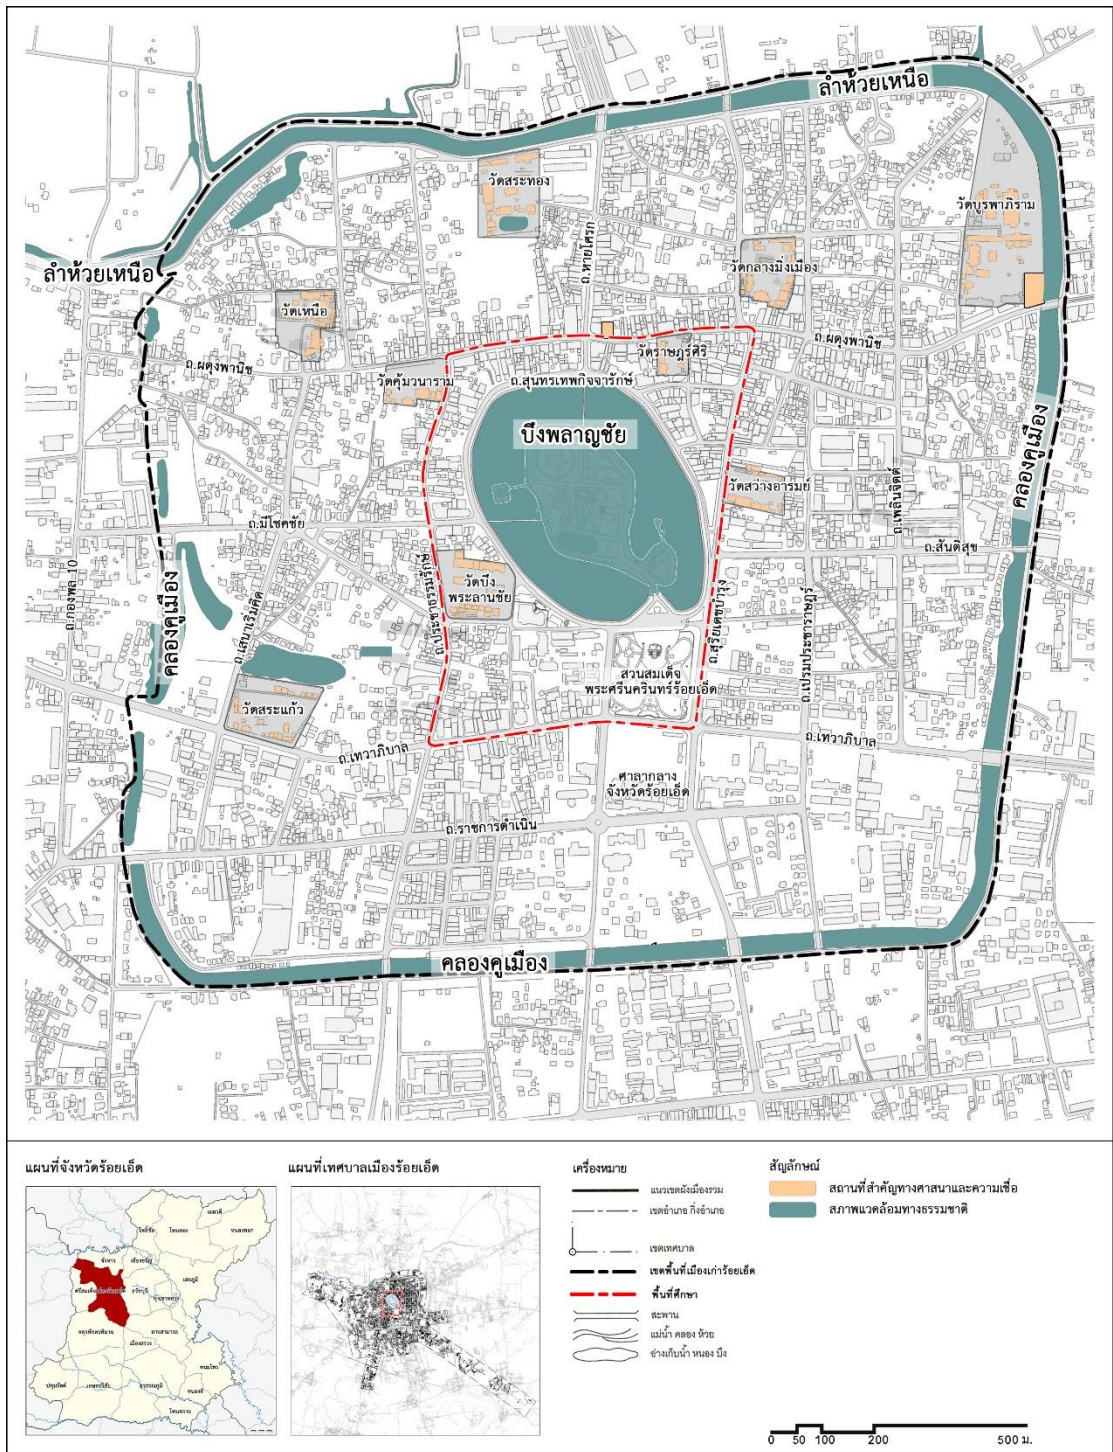 ลำห้วยเหนือ
วัดสระทอง
วัดบูรพาภิราม
ถ.หายโศรก
วัดกลางมิ่งเมือง
ลำห้วยเหนือ
วัดเหนือ
ถ.ผดุงพานิช
วัดราษฎร์ศิริ
ถ.ผดุงพานิช
วัดคุ้มวนาราม
ถ.สุนทรเทพกิจจารักษ์
บึงพลาญชัย
คลองคูเมือง
วัดสว่างอารมย์
ถ.เพลินจิตต์
ถ.มีโชคชัย
ถ.สันติสุข
ถ.กองพล 10
คลองคูเมือง
ถ.เสนาเริ่มคิด
วัดบึง
พระลานชัย
ถ.สุริยเดชบำรุง
ถ.เปรมประชาราษฎร์
สวนสมเด็จ
พระศรีนครินทร์ร้อยเอ็ด
วัดสระแก้ว
ถ.เทวาภิบาล
ถ.เทวาภิบาล
ศาลากลาง
จังหวัดร้อยเอ็ด
ถ.ราชการดำเนิน
คลองคูเมือง
แผนที่จังหวัดร้อยเอ็ด
แผนที่เทศบาลเมืองร้อยเอ็ด
เครื่องหมาย
แนวเขตผังเมืองรวม
เขตอำเภอ กิ่งอำเภอ
เขตเทศบาล
เขตพื้นที่เมืองเก่าร้อยเอ็ด
พื้นที่ศึกษา
สะพาน
แม่น้ำ คลอง ห้วย
อ่างเก็บน้ำ หนอง บึง
สัญลักษณ์
สถานที่สำคัญทางศาสนาและความเชื่อ
สภาพแวดล้อมทางธรรมชาติ
0 50 100 200 500 ม.